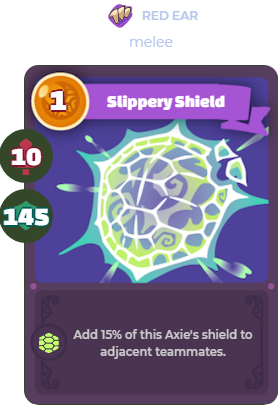 RED EAR
melee
1
Slippery Shield
10
145
Add 15% of this Axie's shield to
adjacent teammates.